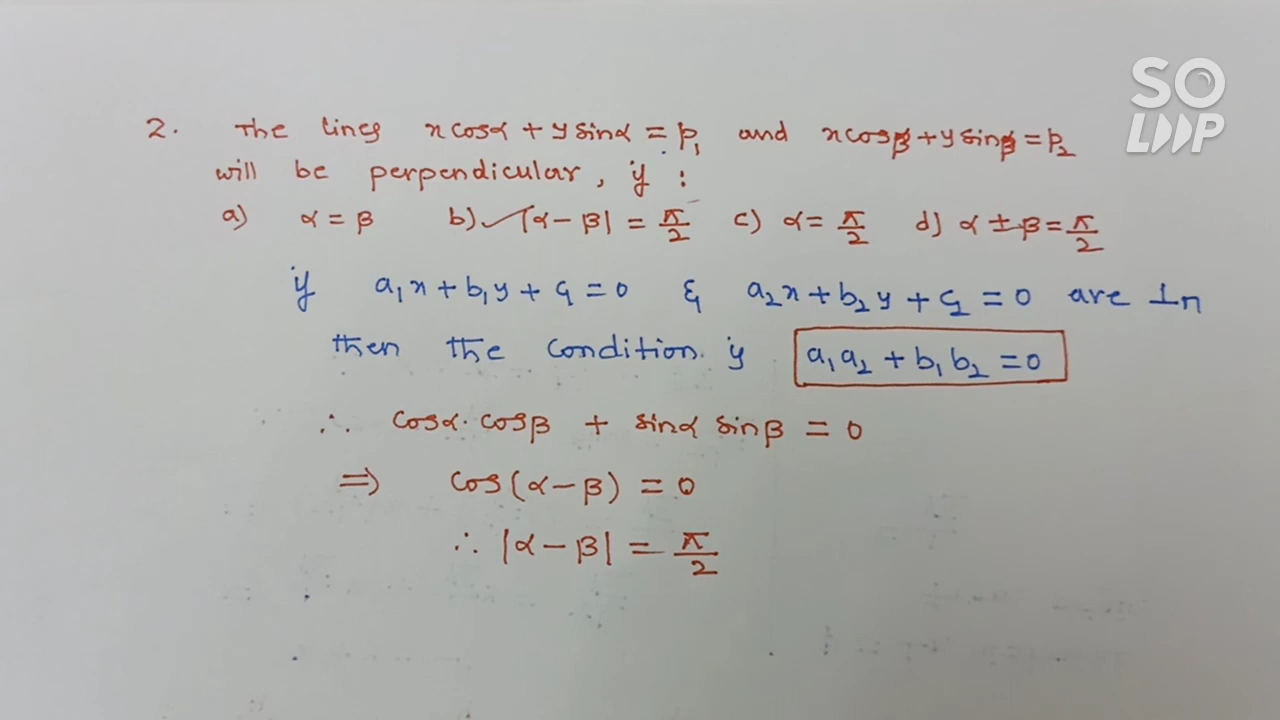 SO
LOOP
2. The lines x cosα + y sinα = p₁ and x cosβ + y sinβ = p₂
will be perpendicular, if :
a) α = β b) ✓ |α − β| = π/2 c) α = π/2 d) α ± β = π/2
if a₁x + b₁y + c₁ = 0 & a₂x + b₂y + c₂ = 0 are ⊥r
then the condition is a₁a₂ + b₁b₂ = 0
∴ cosα · cosβ + sinα sinβ = 0
⇒ cos(α − β) = 0
∴ |α − β| = π/2